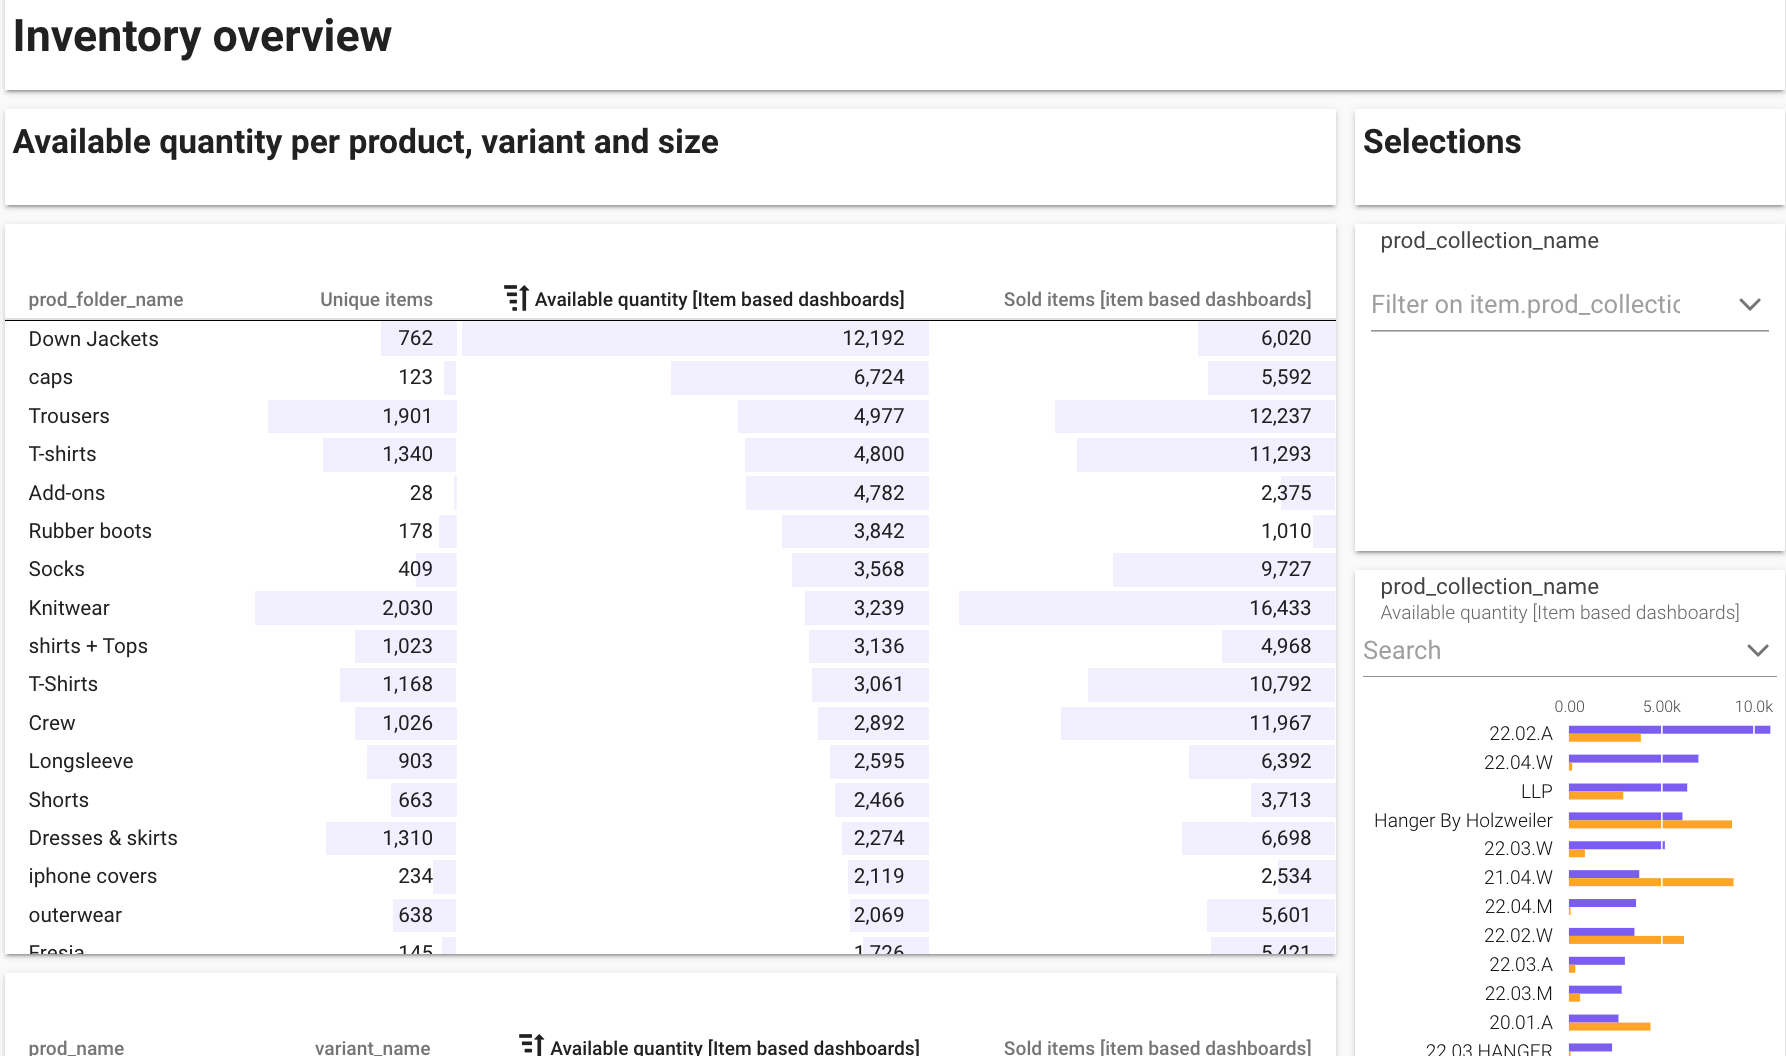 Inventory overview
Available quantity per product, variant and size
Selections
prod_folder_name Unique items Available quantity [Item based dashboards] Sold items [item based dashboards]
Down Jackets 762 12,192 6,020
caps 123 6,724 5,592
Trousers 1,901 4,977 12,237
T-shirts 1,340 4,800 11,293
Add-ons 28 4,782 2,375
Rubber boots 178 3,842 1,010
Socks 409 3,568 9,727
Knitwear 2,030 3,239 16,433
shirts + Tops 1,023 3,136 4,968
T-Shirts 1,168 3,061 10,792
Crew 1,026 2,892 11,967
Longsleeve 903 2,595 6,392
Shorts 663 2,466 3,713
Dresses & skirts 1,310 2,274 6,698
iphone covers 234 2,119 2,534
outerwear 638 2,069 5,601
Fresia 145 1,726 5,421
prod_name variant_name Available quantity [Item based dashboards] Sold items [item based dashboards]
prod_collection_name
Filter on item.prod_collectic
prod_collection_name
Available quantity [Item based dashboards]
Search
0.00 5.00k 10.0k
22.02.A
22.04.W
LLP
Hanger By Holzweiler
22.03.W
21.04.W
22.04.M
22.02.W
22.03.A
22.03.M
20.01.A
22.03 HANGER